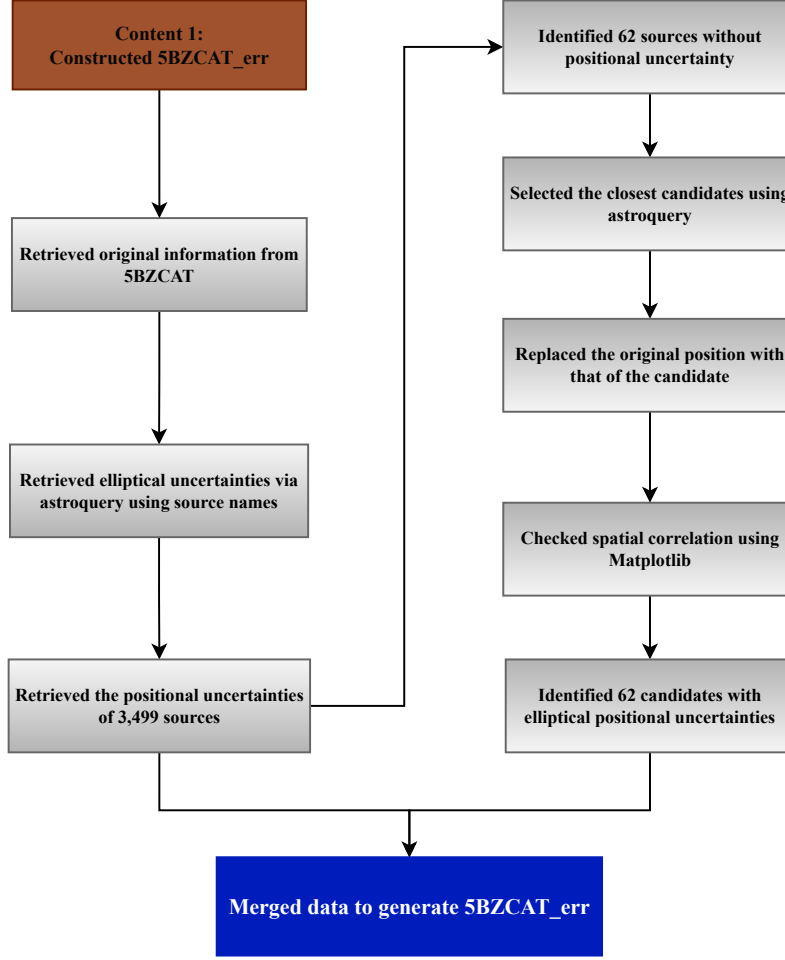 Content 1:
Constructed 5BZCAT_err
Retrieved original information from
5BZCAT
Retrieved elliptical uncertainties via
astroquery using source names
Retrieved the positional uncertainties
of 3,499 sources
Identified 62 sources without
positional uncertainty
Selected the closest candidates using
astroquery
Replaced the original position with
that of the candidate
Checked spatial correlation using
Matplotlib
Identified 62 candidates with
elliptical positional uncertainties
Merged data to generate 5BZCAT_err